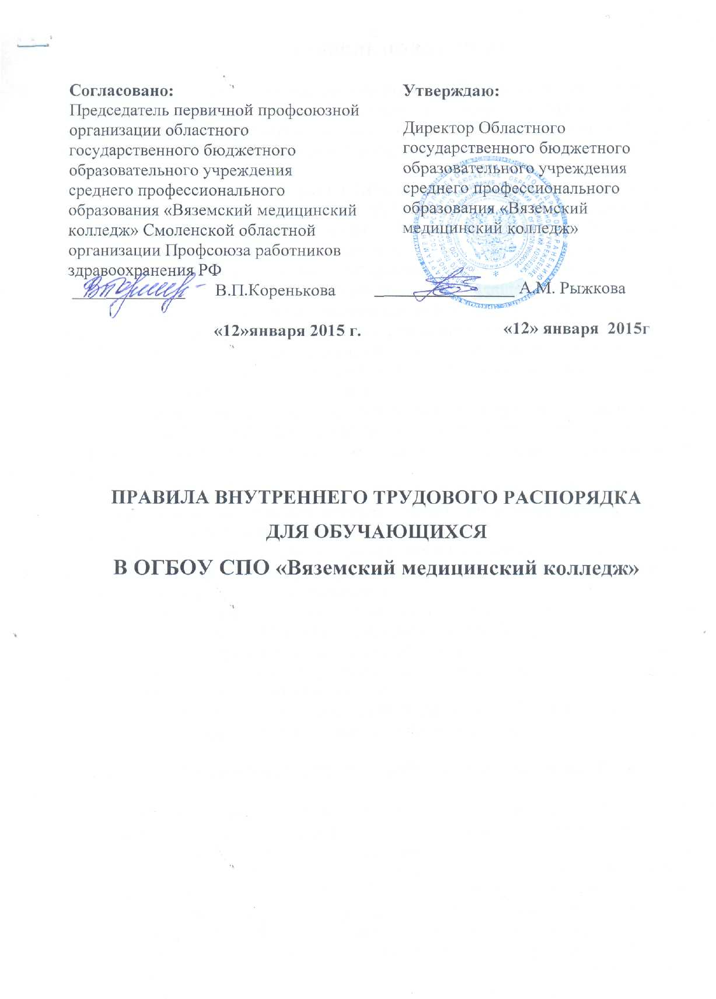 Согласовано:
Председатель первичной профсоюзной
организации областного
государственного бюджетного
образовательного учреждения
среднего профессионального
образования «Вяземский медицинский
колледж» Смоленской областной
организации Профсоюза работников
здравоохранения РФ
В.П.Коренькова
«12»января 2015 г.
Утверждаю:
Директор Областного
государственного бюджетного
образовательного учреждения
среднего профессионального
образования «Вяземский
медицинский колледж»
А.М. Рыжкова
«12» января 2015г
ПРАВИЛА ВНУТРЕННЕГО ТРУДОВОГО РАСПОРЯДКА
ДЛЯ ОБУЧАЮЩИХСЯ
В ОГБОУ СПО «Вяземский медицинский колледж»